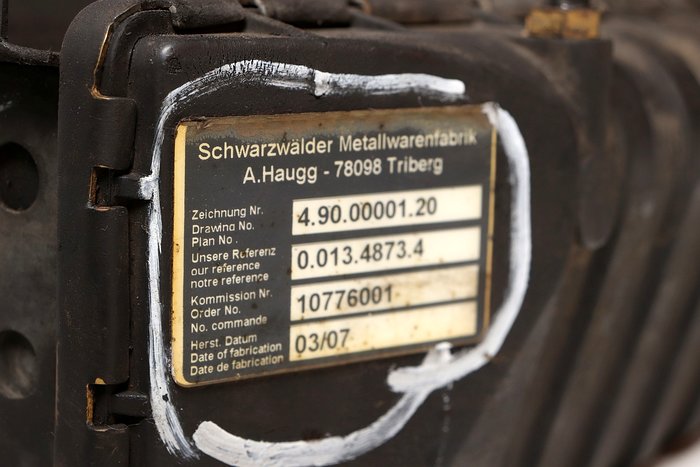 Schwarzwälder Metallwarenfabrik
A.Haugg - 78098 Triberg
Zeichnung Nr.
Drawing No.
Plan No.
4.90.00001.20
Unsere Referenz
our reference
notre reference
0.013.4873.4
Kommission Nr.
Order No.
No. commande
10776001
Herst. Datum
Date of fabrication
Date de fabrication
03/07